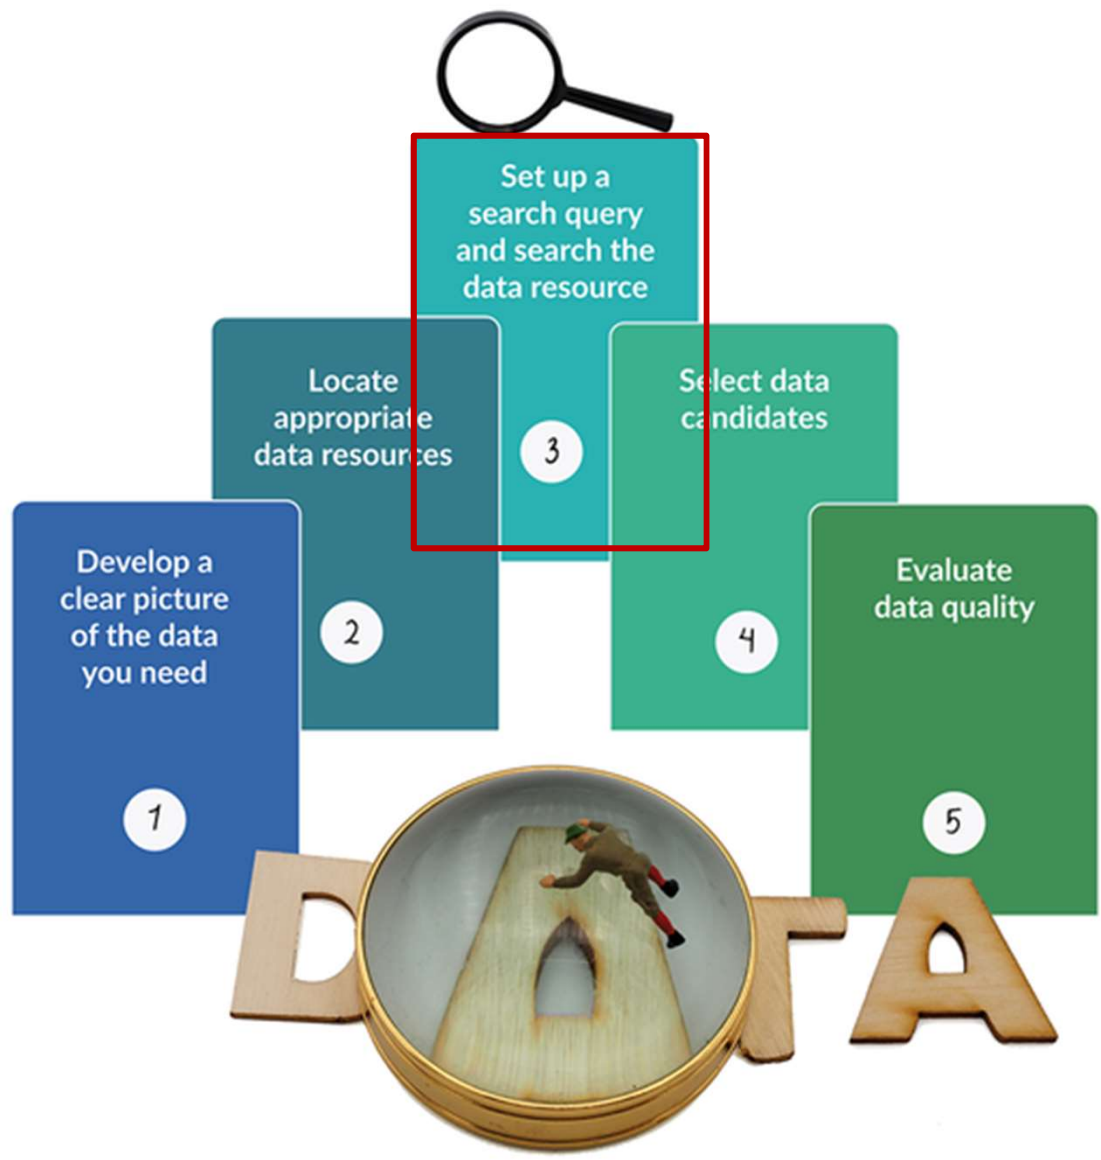 Set up a
search query
and search the
data resource
3
Locate
appropriate
data resources
2
Select data
candidates
4
Develop a
clear picture
of the data
you need
1
Evaluate
data quality
5
DATA